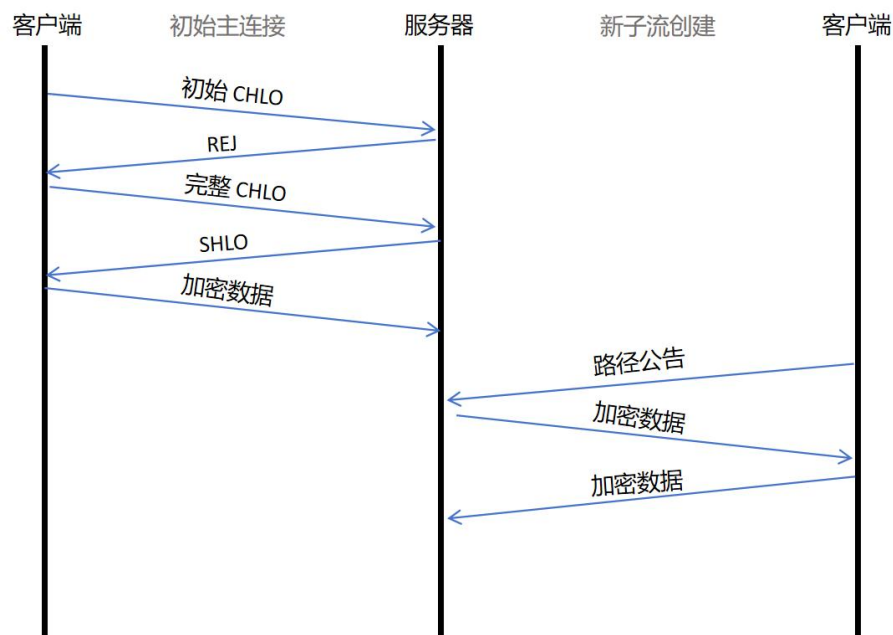 客户端 初始主连接 服务器 新子流创建 客户端
初始 CHLO
REJ
完整 CHLO
SHLO
加密数据
路径公告
加密数据
加密数据